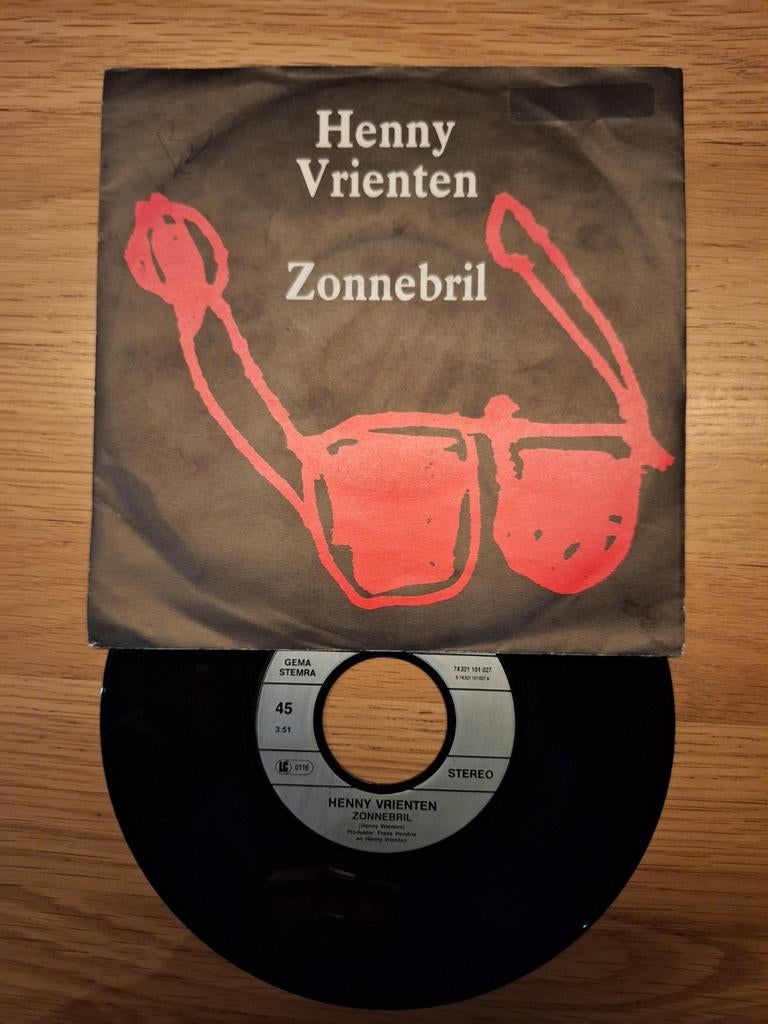 Henny
Vrienten
Zonnebril
GEMA
STEMRA
74321 101 027
45
3:51
LC 0116
STEREO
HENNY VRIENTEN
ZONNEBRIL
(Henny Vrienten)
Produktie: Frans Hendrix
en Henny Vrienten